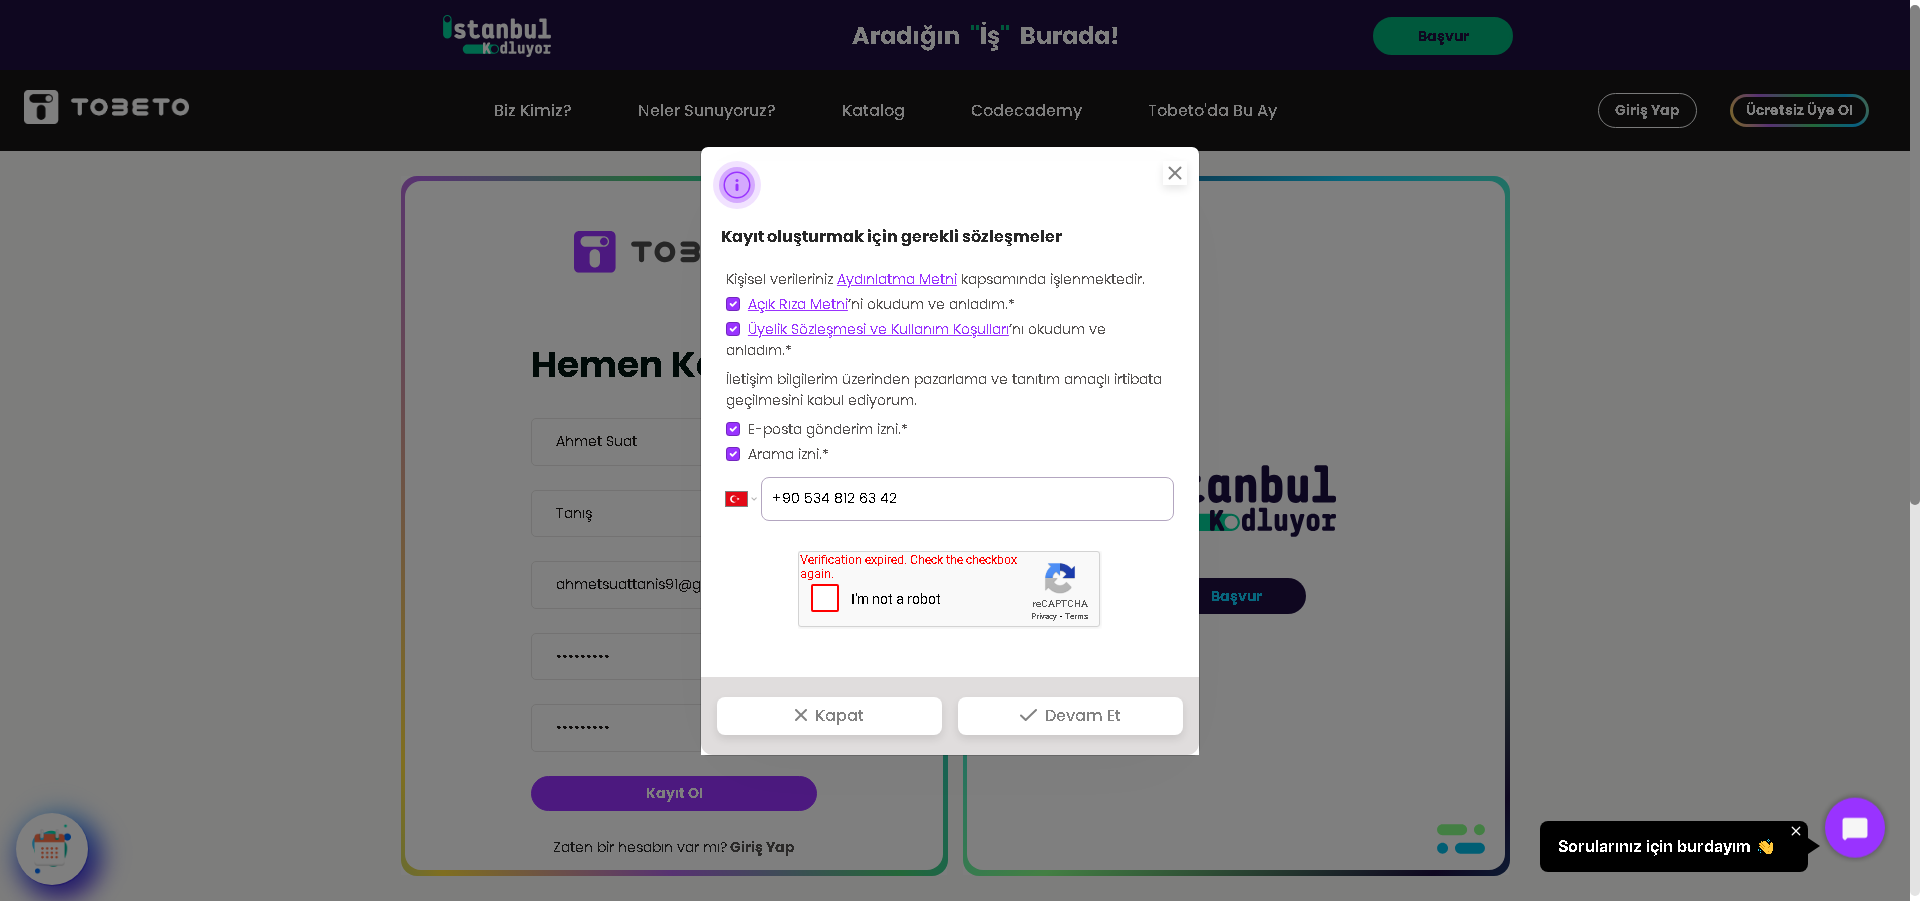 istanbul
Kodluyor
Aradığın "İş" Burada!
Başvur
TOBETO
Biz Kimiz?
Neler Sunuyoruz?
Katalog
Codecademy
Tobeto'da Bu Ay
Giriş Yap
Ücretsiz Üye Ol
Kayıt oluşturmak için gerekli sözleşmeler
Kişisel verileriniz Aydınlatma Metni kapsamında işlenmektedir.
Açık Rıza Metni'ni okudum ve anladım.*
Üyelik Sözleşmesi ve Kullanım Koşulları'nı okudum ve
anladım.*
İletişim bilgilerim üzerinden pazarlama ve tanıtım amaçlı irtibata
geçilmesini kabul ediyorum.
E-posta gönderim izni.*
Arama izni.*
+90 534 812 63 42
Verification expired. Check the checkbox
again.
I'm not a robot
reCAPTCHA
Privacy - Terms
Kapat
Devam Et
TOB
Hemen K
Ahmet Suat
Tanış
ahmetsuattanis91@g
•••••••••
•••••••••
Kayıt Ol
Zaten bir hesabın var mı? Giriş Yap
tanbul
Kodluyor
Başvur
Sorularınız için burdayım 👋